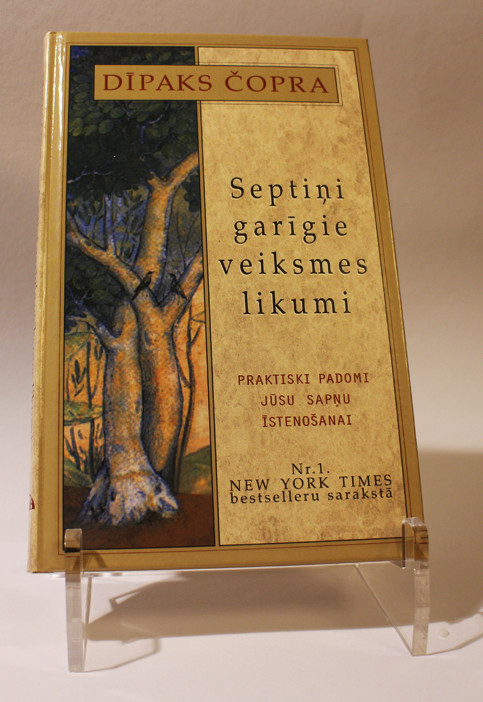 DĪPAKS ČOPRA
Septiņi
garīgie
veiksmes
likumi
PRAKTISKI PADOMI
JŪSU SAPŅU
ĪSTENOŠANAI
Nr.1.
NEW YORK TIMES
bestselleru sarakstā